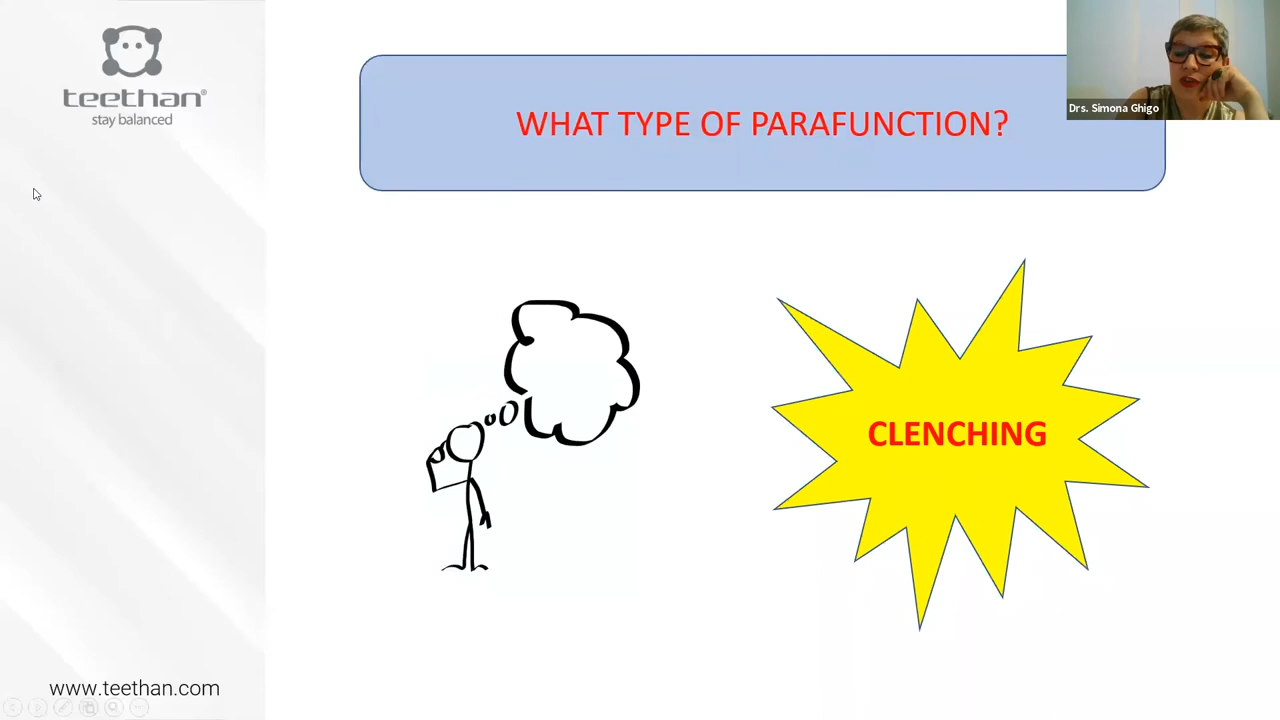 teethan®
stay balanced
WHAT TYPE OF PARAFUNCTION?
Drs. Simona Ghigo
CLENCHING
www.teethan.com